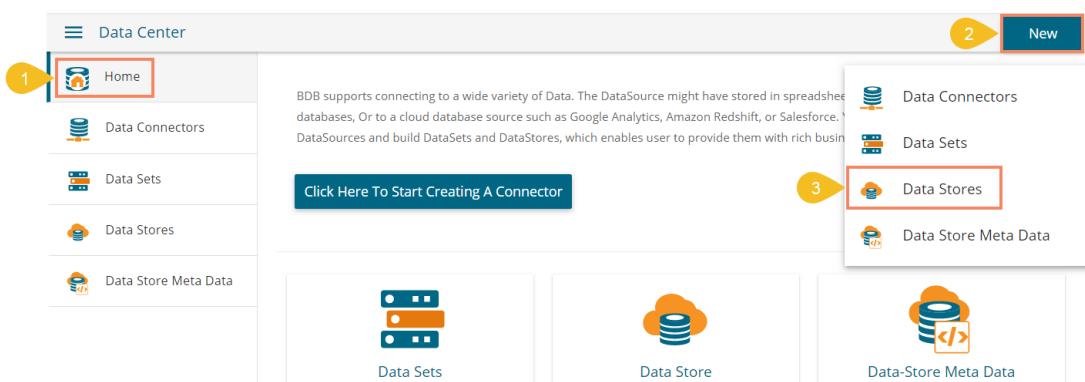 Data Center
2
New
1
Home
Data Connectors
Data Sets
Data Stores
Data Store Meta Data
BDB supports connecting to a wide variety of Data. The DataSource might have stored in
databases, Or to a cloud database source such as Google Analytics, Amazon Redshift, or Salesforce.
DataSources and build DataSets and DataStores, which enables user to provide them with rich
Click Here To Start Creating A Connector
Data Connectors
Data Sets
3
Data Stores
Data Store Meta Data
Data Sets
Data Store
Data-Store Meta Data